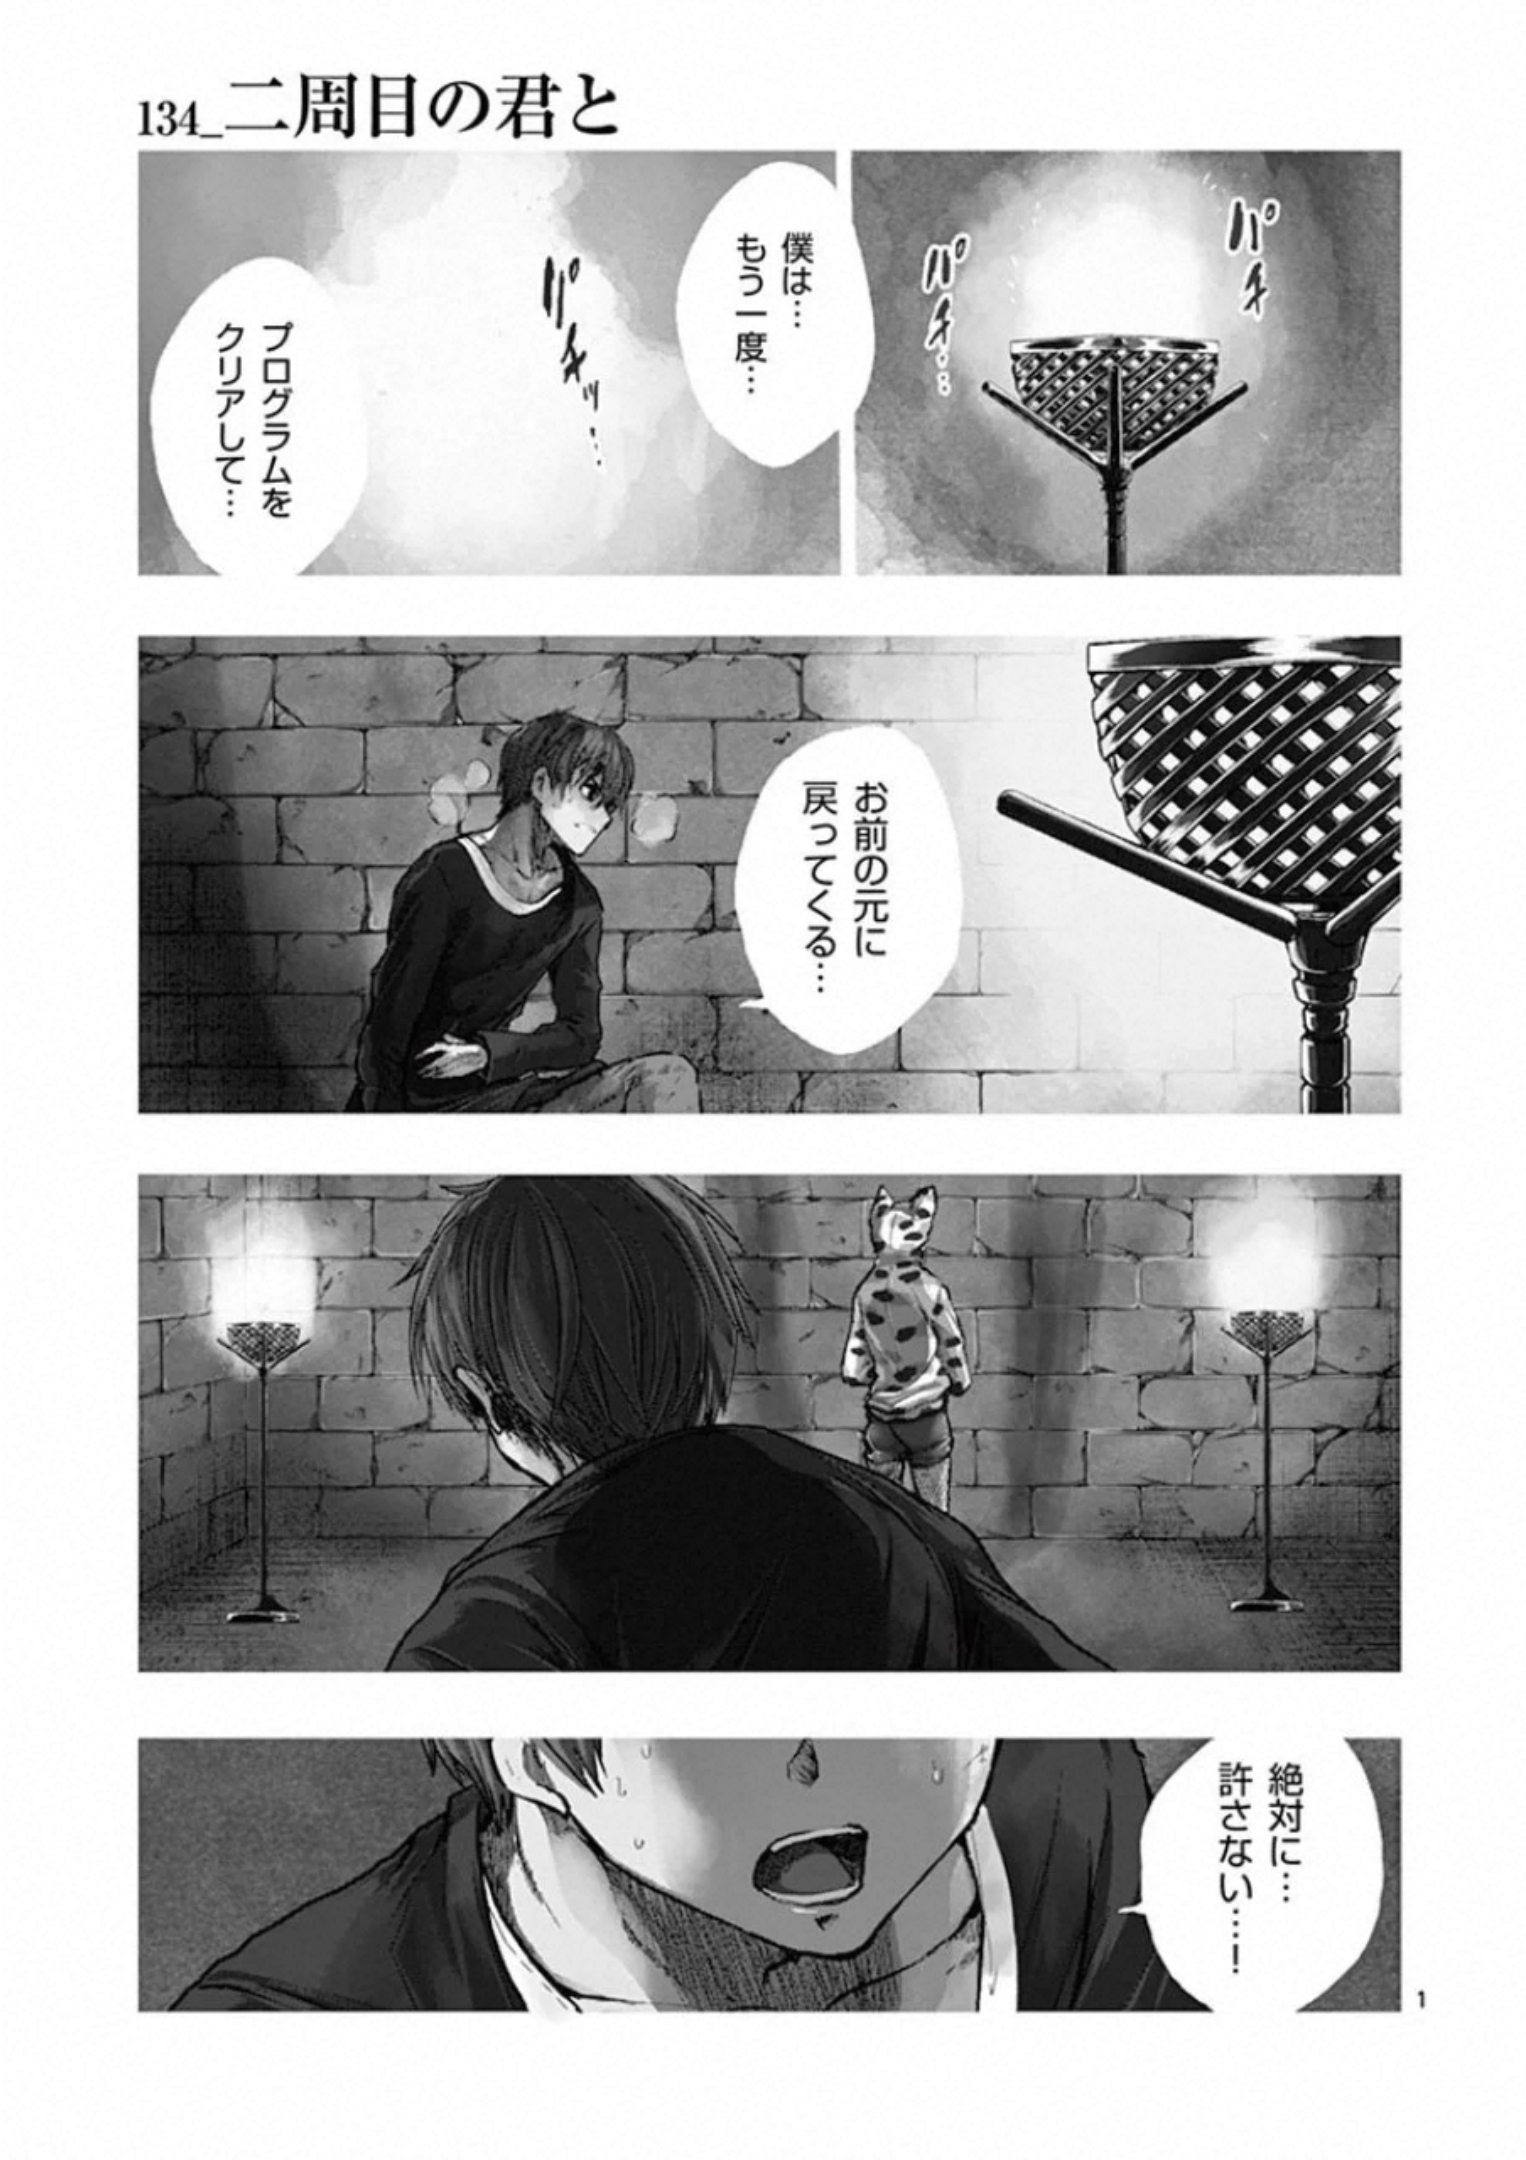 134_二周目の君と
パチ
パチ…
僕は…
もう一度…
パチッ…
プログラムを
クリアして…
お前の元に
戻ってくる…
絶対に…
許さない…!
1